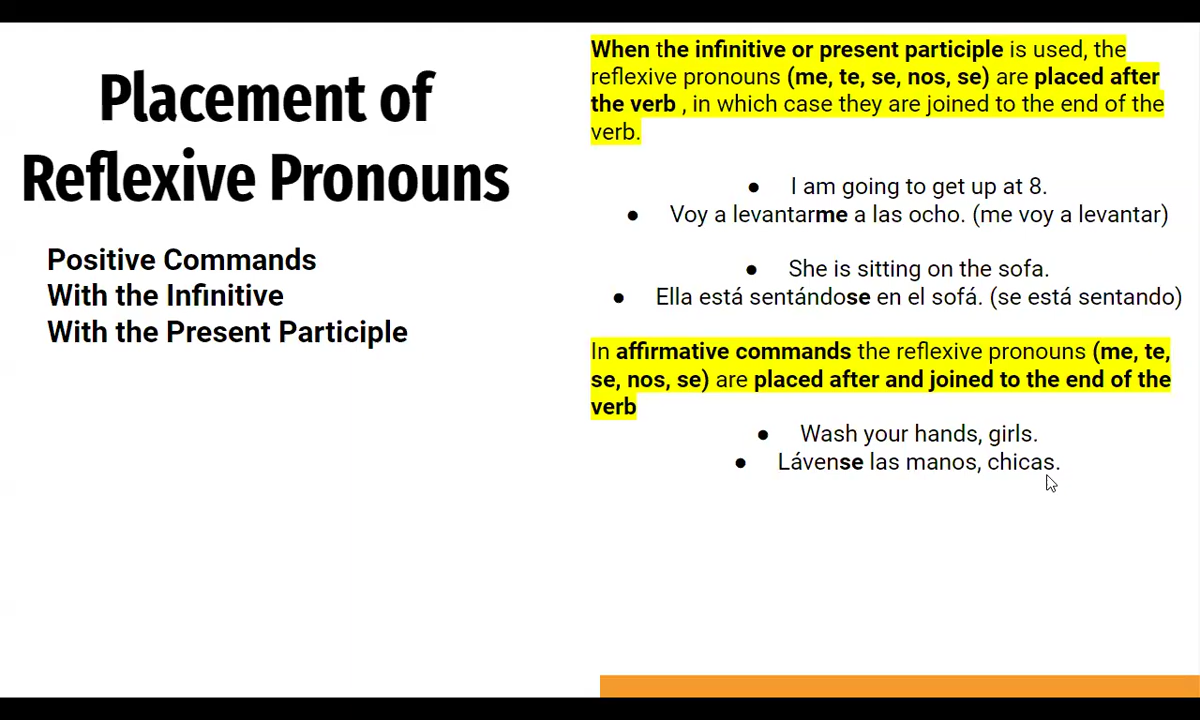 Placement of
Reflexive Pronouns
Positive Commands
With the Infinitive
With the Present Participle
When the infinitive or present participle is used, the
reflexive pronouns (me, te, se, nos, se) are placed after
the verb , in which case they are joined to the end of the
verb.
● I am going to get up at 8.
● Voy a levantarme a las ocho. (me voy a levantar)
● She is sitting on the sofa.
● Ella está sentándose en el sofá. (se está sentando)
In affirmative commands the reflexive pronouns (me, te,
se, nos, se) are placed after and joined to the end of the
verb
● Wash your hands, girls.
● Lávense las manos, chicas.